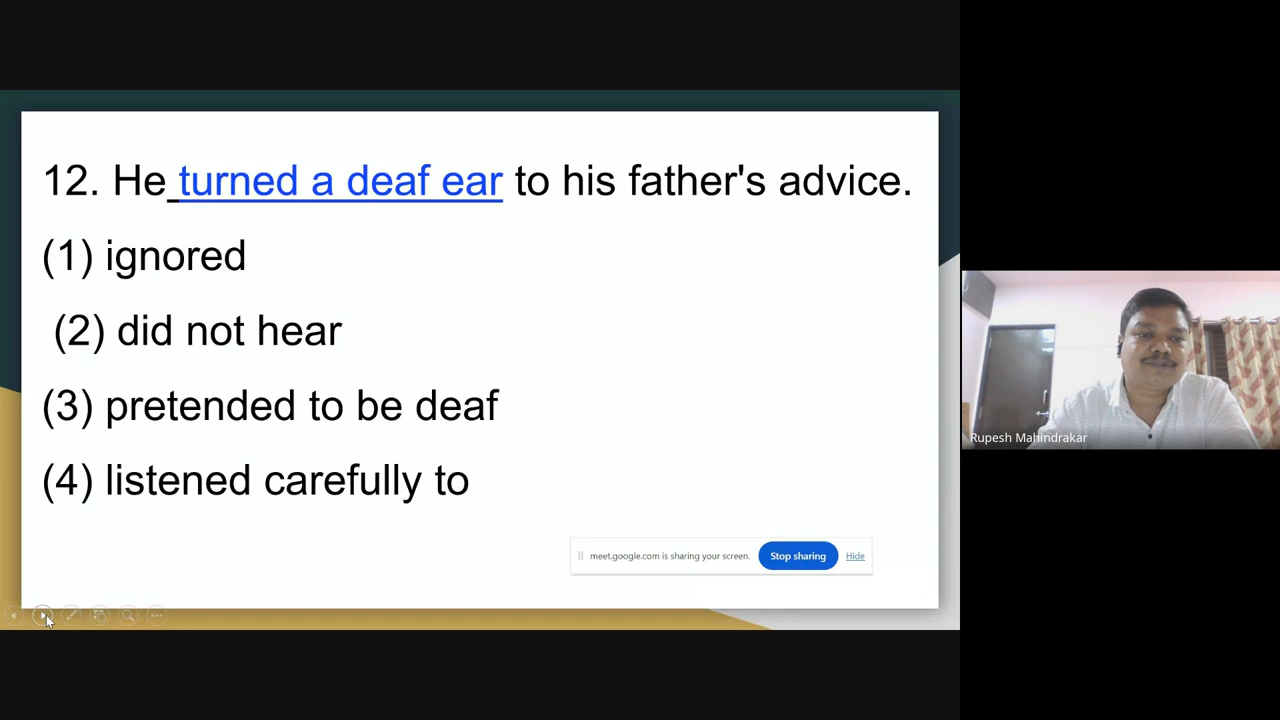 12. He turned a deaf ear to his father's advice.
(1) ignored
(2) did not hear
(3) pretended to be deaf
(4) listened carefully to
meet.google.com is sharing your screen. Stop sharing Hide
Rupesh Mahindrakar